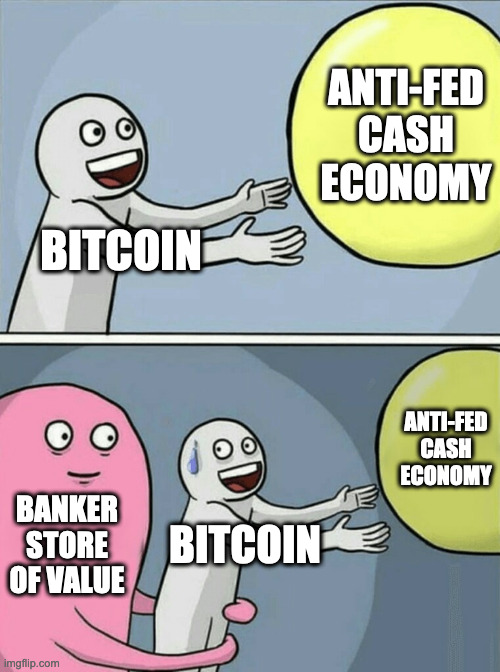 ANTI-FED
CASH
ECONOMY
BITCOIN
ANTI-FED
CASH
ECONOMY
BANKER
STORE
OF VALUE
BITCOIN
imgflip.com